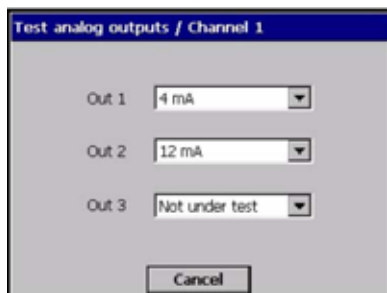 Test analog outputs / Channel 1
Out 1 4 mA
Out 2 12 mA
Out 3 Not under test
Cancel